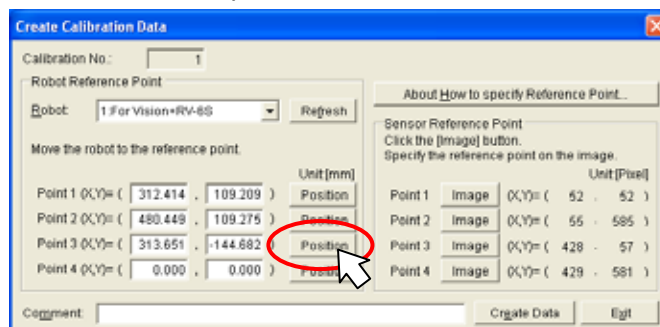 Create Calibration Data
Calibration No.: 1
Robot Reference Point
Robot: 1:For Vision+RV-6S Refresh
Move the robot to the reference point.
Unit[mm]
Point 1 (X,Y)= ( 312.414 , 109.209 ) Position
Point 2 (X,Y)= ( 480.449 , 109.275 ) Position
Point 3 (X,Y)= ( 313.651 , -144.682 ) Position
Point 4 (X,Y)= ( 0.000 , 0.000 ) Position
About How to specify Reference Point...
Sensor Reference Point
Click the [Image] button.
Specify the reference point on the image.
Unit:[Pixel]
Point 1 Image (X,Y)= ( 52 , 52 )
Point 2 Image (X,Y)= ( 55 , 585 )
Point 3 Image (X,Y)= ( 428 , 57 )
Point 4 Image (X,Y)= ( 429 , 581 )
Comment:
Create Data Exit